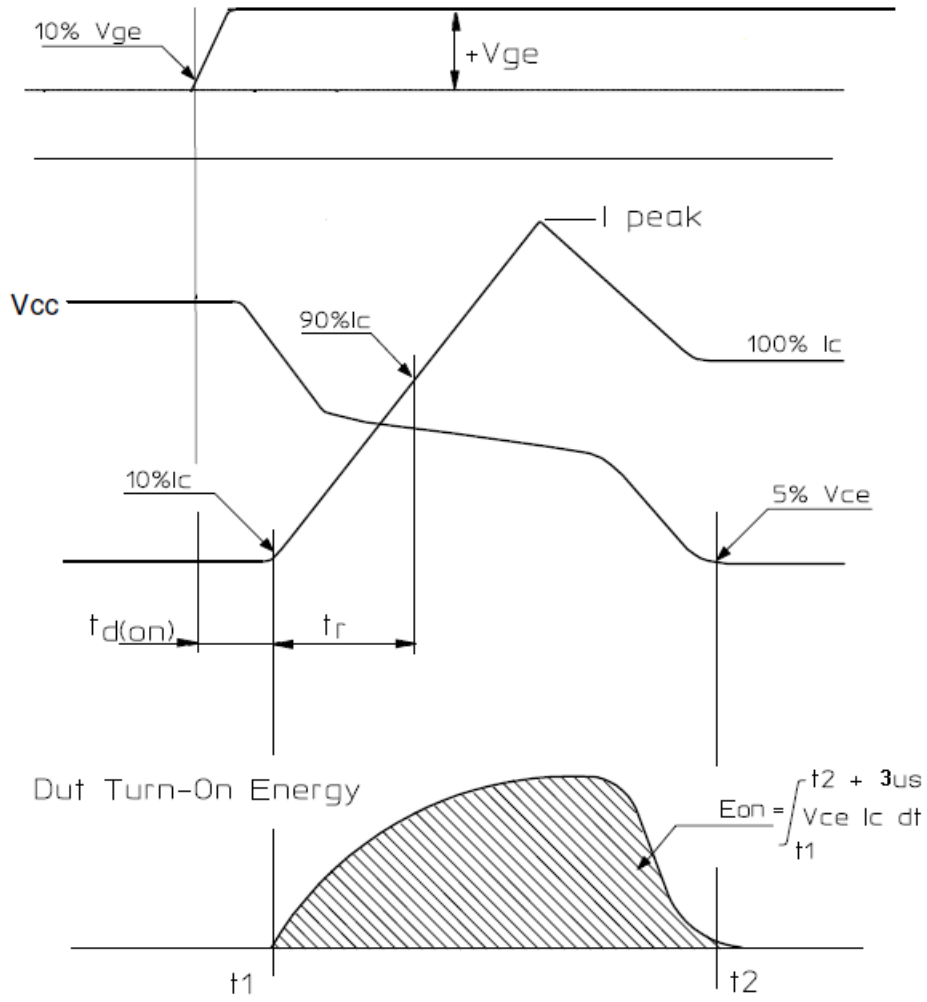 10% Vge
+Vge
I peak
Vcc
90%Ic
100% Ic
10%Ic
5% Vce
td(on)
tr
Dut Turn-On Energy
t2 + 3us
Eon = ∫ Vce Ic dt
t1
t1
t2